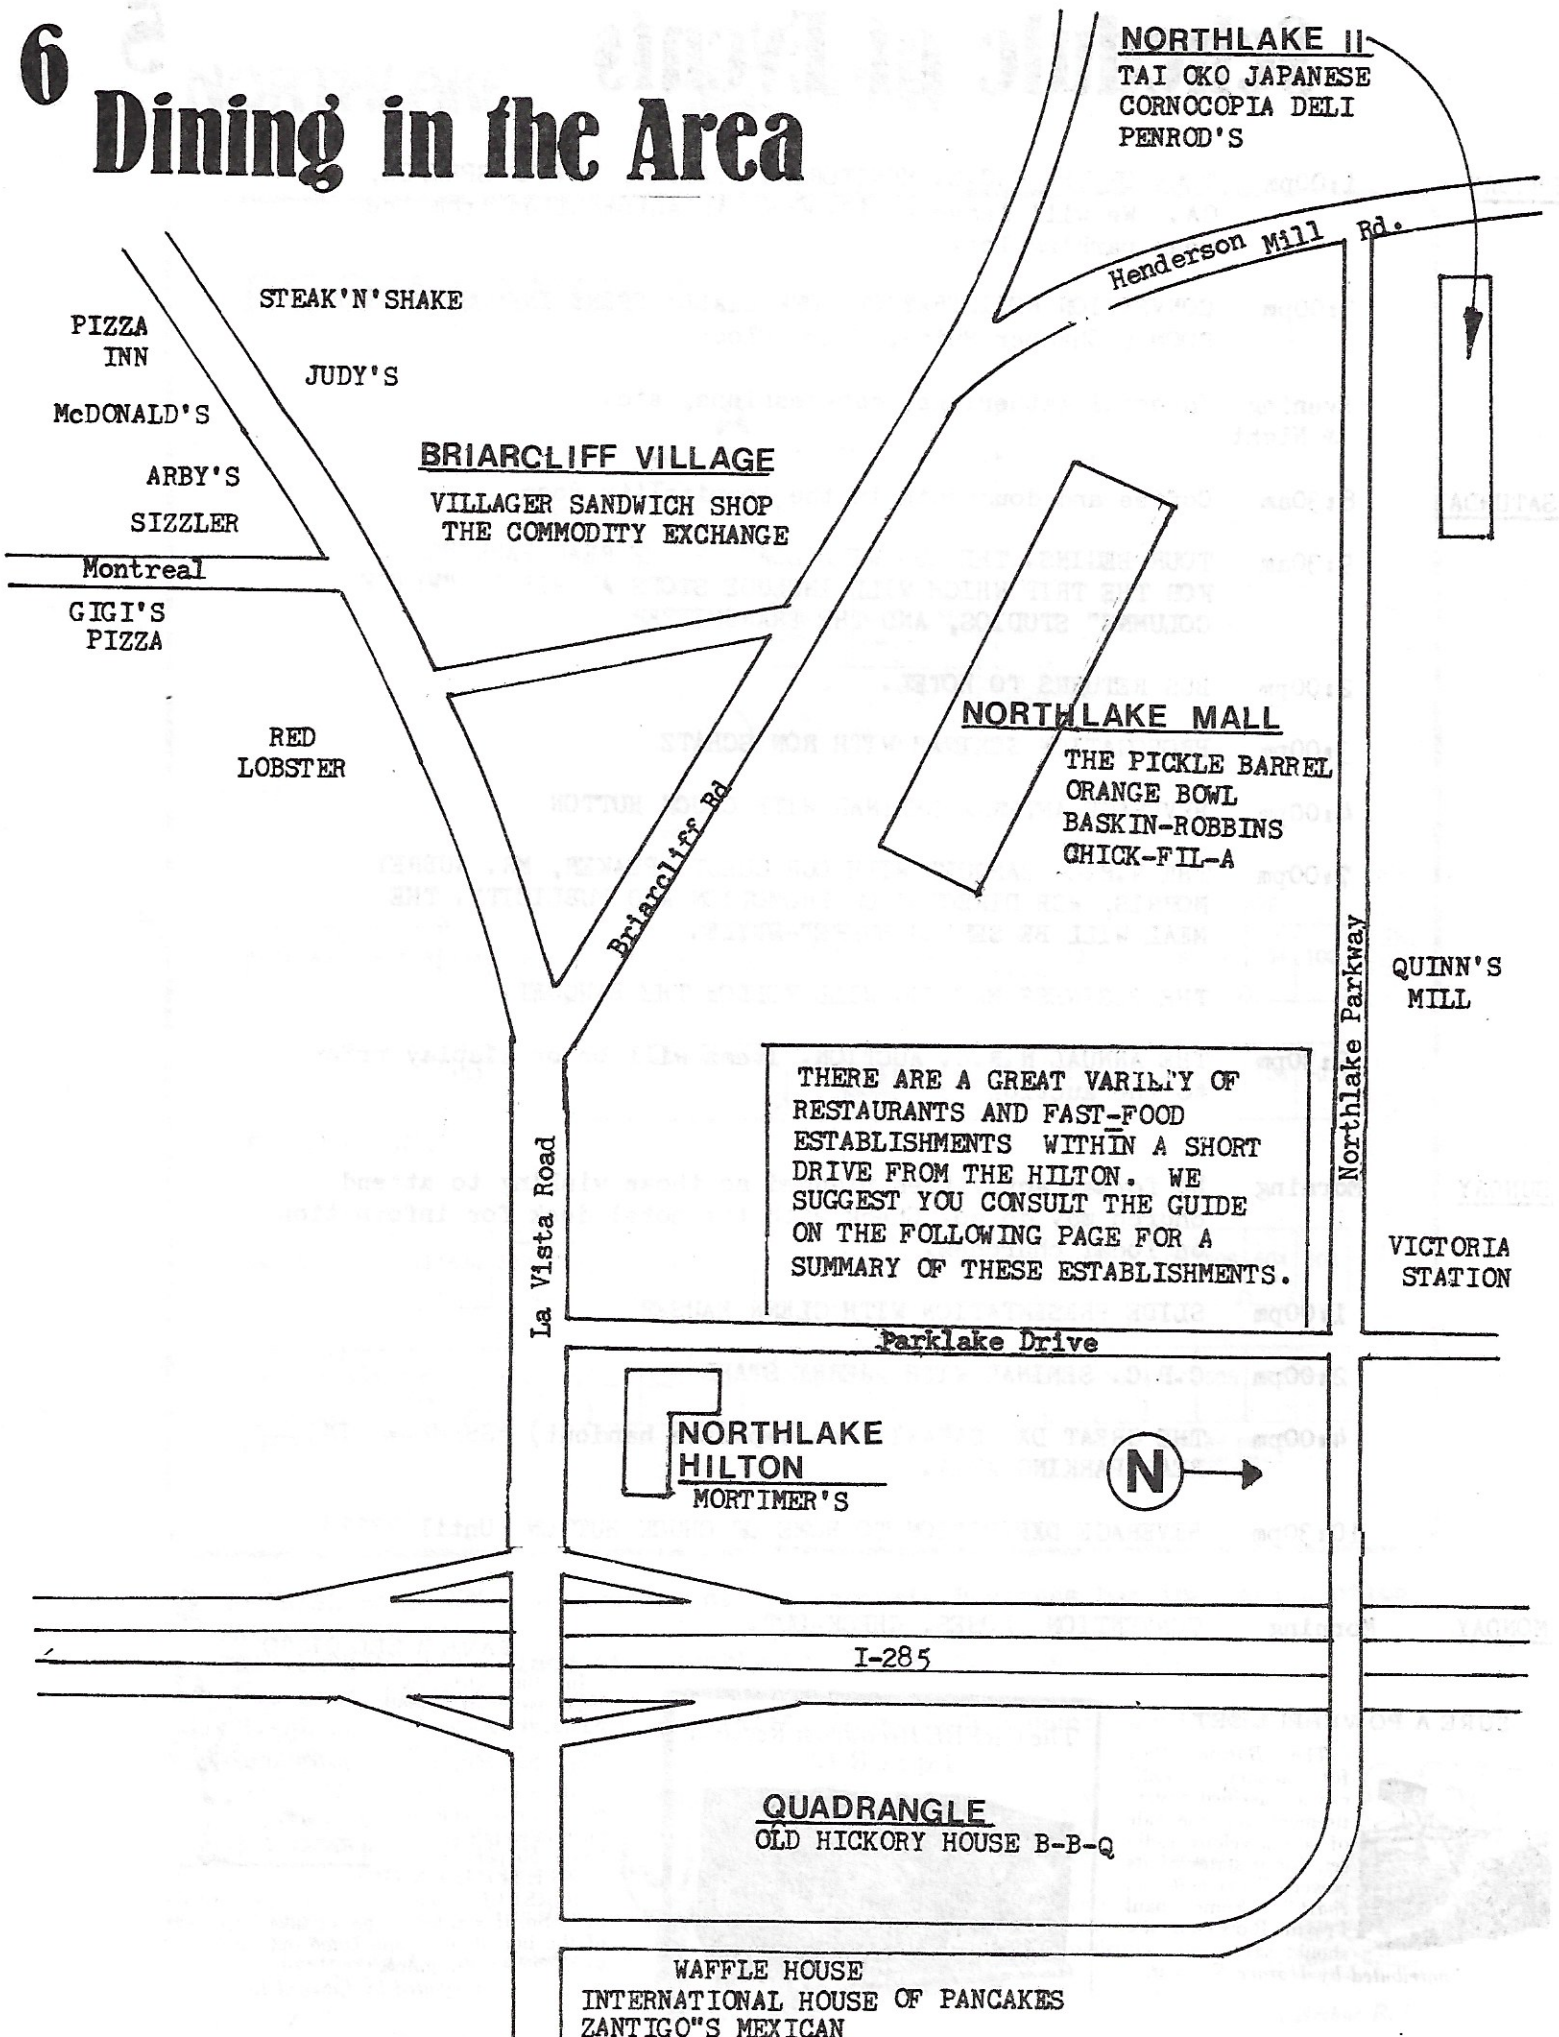 6
Dining in the Area
NORTHLAKE II
TAI OKO JAPANESE
CORNOCOPIA DELI
PENROD'S
Henderson Mill Rd.
STEAK'N'SHAKE
PIZZA
INN
JUDY'S
McDONALD'S
ARBY'S
SIZZLER
BRIARCLIFF VILLAGE
VILLAGER SANDWICH SHOP
THE COMMODITY EXCHANGE
Montreal
GIGI'S
PIZZA
RED
LOBSTER
Briarcliff Rd
NORTHLAKE MALL
THE PICKLE BARREL
ORANGE BOWL
BASKIN-ROBBINS
CHICK-FIL-A
Northlake Parkway
QUINN'S
MILL
THERE ARE A GREAT VARIETY OF
RESTAURANTS AND FAST-FOOD
ESTABLISHMENTS WITHIN A SHORT
DRIVE FROM THE HILTON. WE
SUGGEST YOU CONSULT THE GUIDE
ON THE FOLLOWING PAGE FOR A
SUMMARY OF THESE ESTABLISHMENTS.
La Vista Road
VICTORIA
STATION
Parklake Drive
NORTHLAKE
HILTON
MORTIMER'S
N
I-285
QUADRANGLE
OLD HICKORY HOUSE B-B-Q
WAFFLE HOUSE
INTERNATIONAL HOUSE OF PANCAKES
ZANTIGO"S MEXICAN